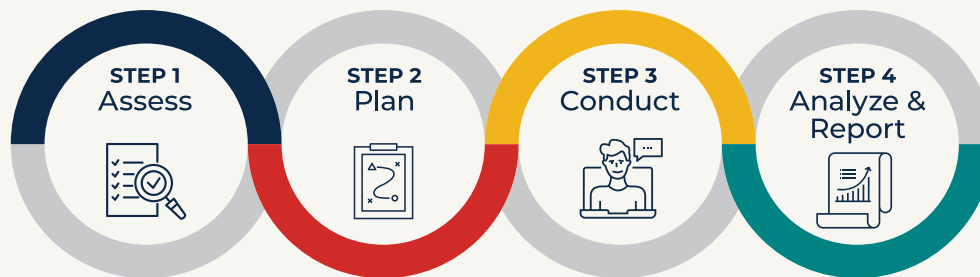 STEP 1
Assess
STEP 2
Plan
STEP 3
Conduct
STEP 4
Analyze &
Report